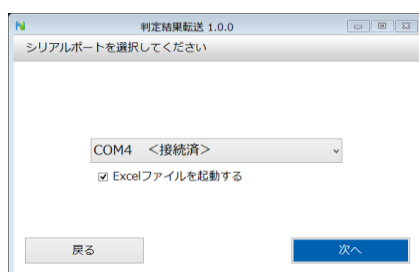 判定結果転送 1.0.0
シリアルポートを選択してください
COM4 <接続済>
Excelファイルを起動する
戻る
次へ